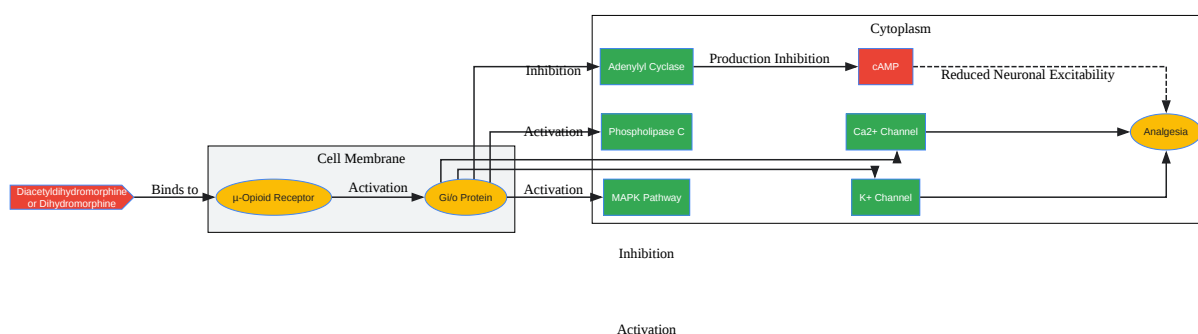 Cytoplasm
Adenylyl Cyclase
Production Inhibition
cAMP
Inhibition
Reduced Neuronal Excitability
Activation
Phospholipase C
Ca2+ Channel
Analgesia
Cell Membrane
Diacetyldihydromorphine
or Dihydromorphine
Binds to
μ-Opioid Receptor
Activation
Gi/o Protein
Activation
MAPK Pathway
K+ Channel
Inhibition
Activation